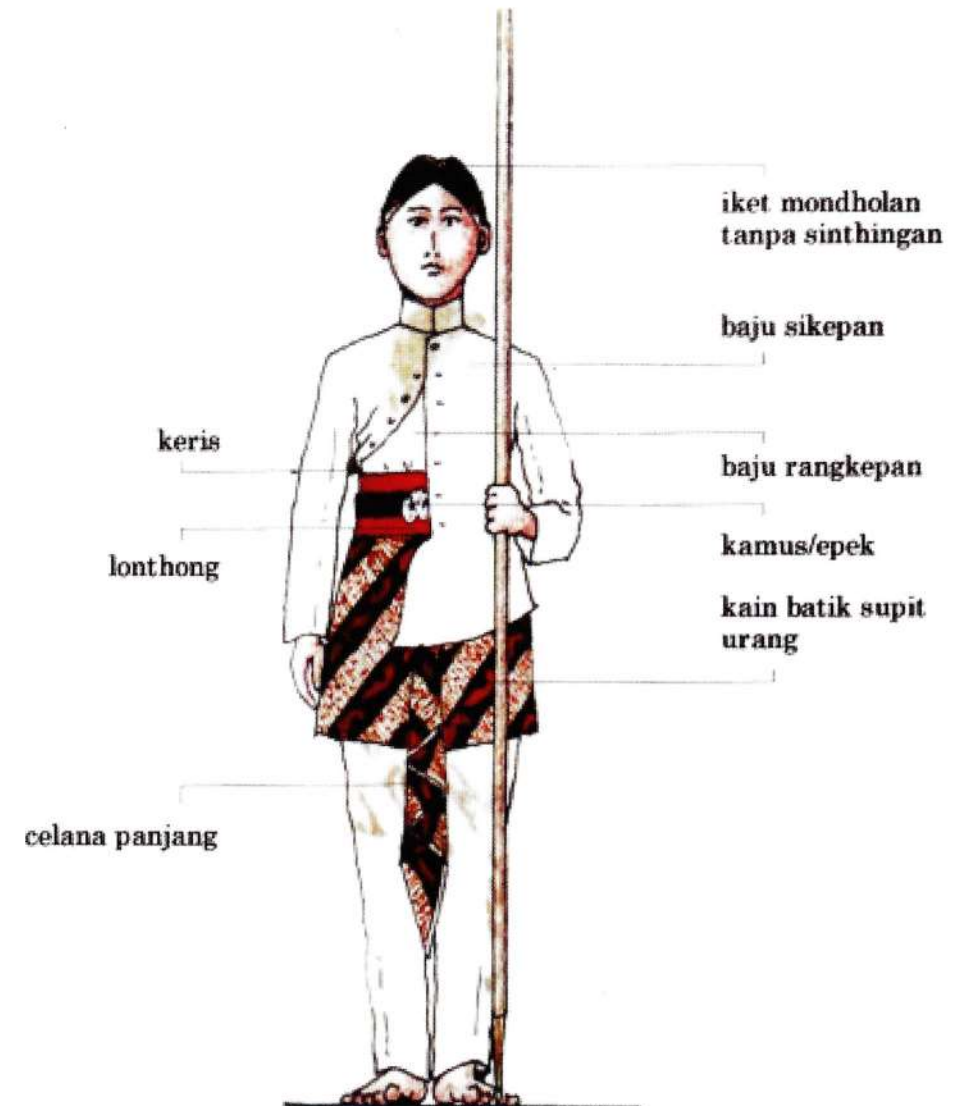 iket mondholan
tanpa sinthingan
baju sikepan
keris
baju rangkepan
kamus/epek
lonthong
kain batik supit
urang
celana panjang